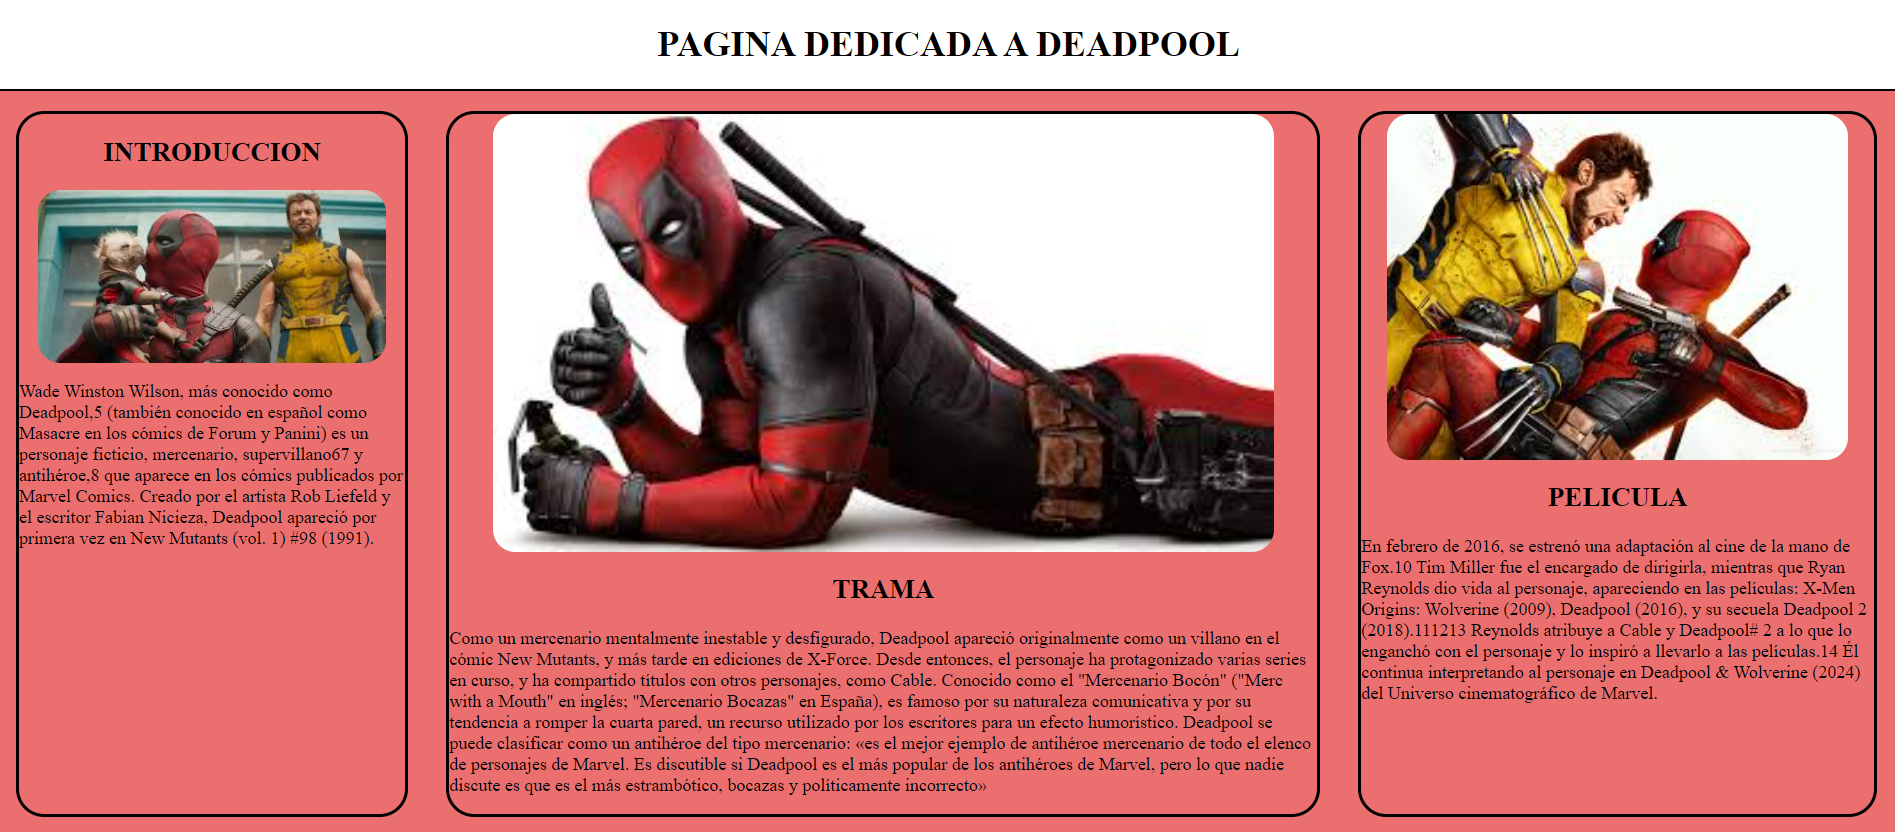 PAGINA DEDICADA A DEADPOOL
INTRODUCCION
Wade Winston Wilson, más conocido como
Deadpool,5 (también conocido en español como
Masacre en los cómics de Forum y Panini) es un
personaje ficticio, mercenario, supervillano67 y
antihéroe,8 que aparece en los cómics publicados por
Marvel Comics. Creado por el artista Rob Liefeld y
el escritor Fabian Nicieza, Deadpool apareció por
primera vez en New Mutants (vol. 1) #98 (1991).
TRAMA
Como un mercenario mentalmente inestable y desfigurado, Deadpool apareció originalmente como un villano en el
cómic New Mutants, y más tarde en ediciones de X-Force. Desde entonces, el personaje ha protagonizado varias series
en curso, y ha compartido títulos con otros personajes, como Cable. Conocido como el "Mercenario Bocón" ("Merc
with a Mouth" en inglés; "Mercenario Bocazas" en España), es famoso por su naturaleza comunicativa y por su
tendencia a romper la cuarta pared, un recurso utilizado por los escritores para un efecto humorístico. Deadpool se
puede clasificar como un antihéroe del tipo mercenario: «es el mejor ejemplo de antihéroe mercenario de todo el elenco
de personajes de Marvel. Es discutible si Deadpool es el más popular de los antihéroes de Marvel, pero lo que nadie
discute es que es el más estrambótico, bocazas y políticamente incorrecto»
PELICULA
En febrero de 2016, se estrenó una adaptación al cine de la mano de
Fox.10 Tim Miller fue el encargado de dirigirla, mientras que Ryan
Reynolds dio vida al personaje, apareciendo en las películas: X-Men
Origins: Wolverine (2009), Deadpool (2016), y su secuela Deadpool 2
(2018).111213 Reynolds atribuye a Cable y Deadpool# 2 a lo que lo
enganchó con el personaje y lo inspiró a llevarlo a las películas.14 Él
continua interpretando al personaje en Deadpool & Wolverine (2024)
del Universo cinematográfico de Marvel.